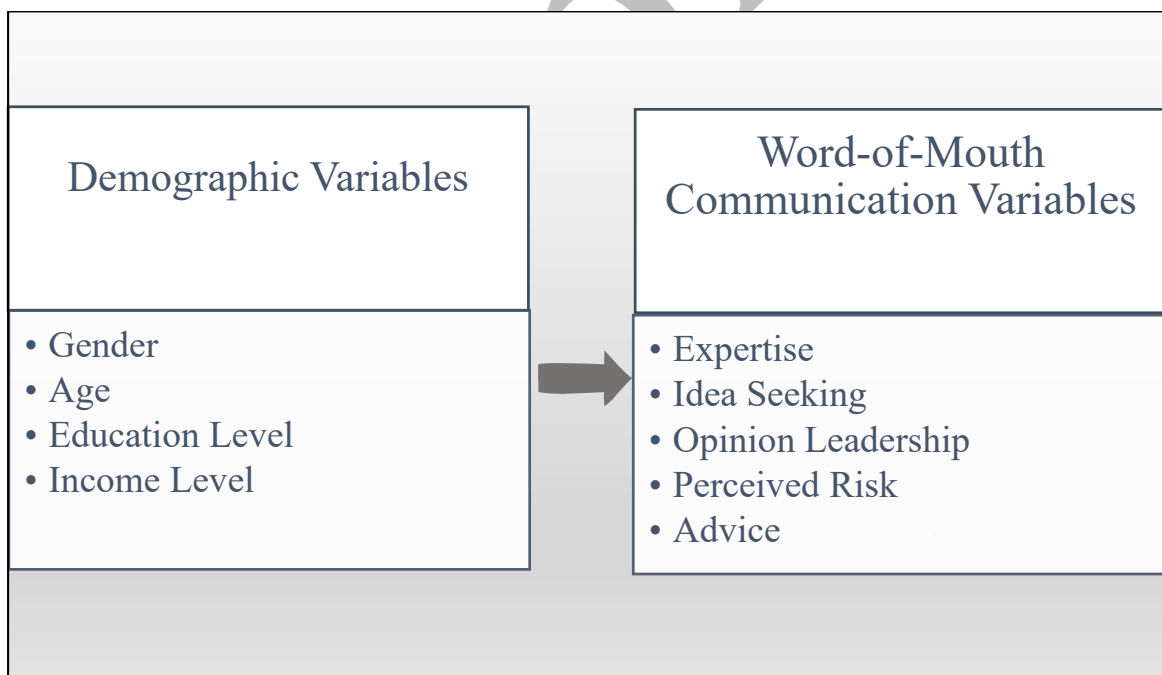 Demographic Variables
• Gender
• Age
• Education Level
• Income Level
Word-of-Mouth
Communication Variables
• Expertise
• Idea Seeking
• Opinion Leadership
• Perceived Risk
• Advice